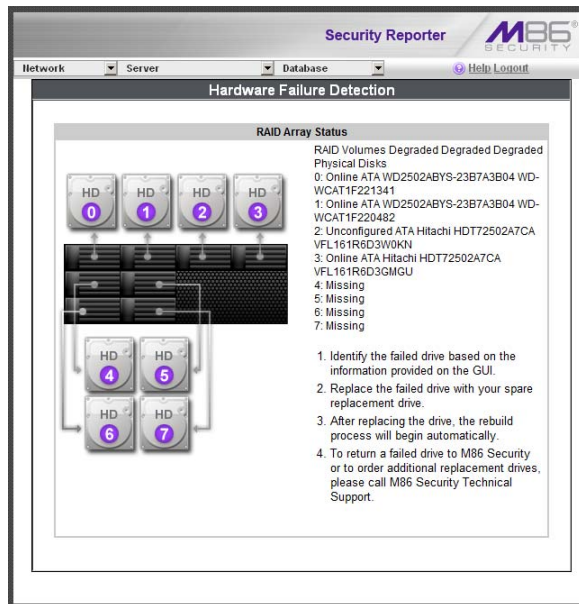 Security Reporter
M86®
SECURITY
Network
Server
Database
Help Logout
Hardware Failure Detection
RAID Array Status
HD
0
HD
1
HD
2
HD
3
HD
4
HD
5
HD
6
HD
7
RAID Volumes Degraded Degraded Degraded
Physical Disks
0: Online ATA WD2502ABYS-23B7A3B04 WD-
WCAT1F221341
1: Online ATA WD2502ABYS-23B7A3B04 WD-
WCAT1F220482
2: Unconfigured ATA Hitachi HDT72502A7CA
VFL161R6D3W0KN
3: Online ATA Hitachi HDT72502A7CA
VFL161R6D3GMGU
4: Missing
5: Missing
6: Missing
7: Missing
1. Identify the failed drive based on the
information provided on the GUI.
2. Replace the failed drive with your spare
replacement drive.
3. After replacing the drive, the rebuild
process will begin automatically.
4. To return a failed drive to M86 Security
or to order additional replacement drives,
please call M86 Security Technical
Support.